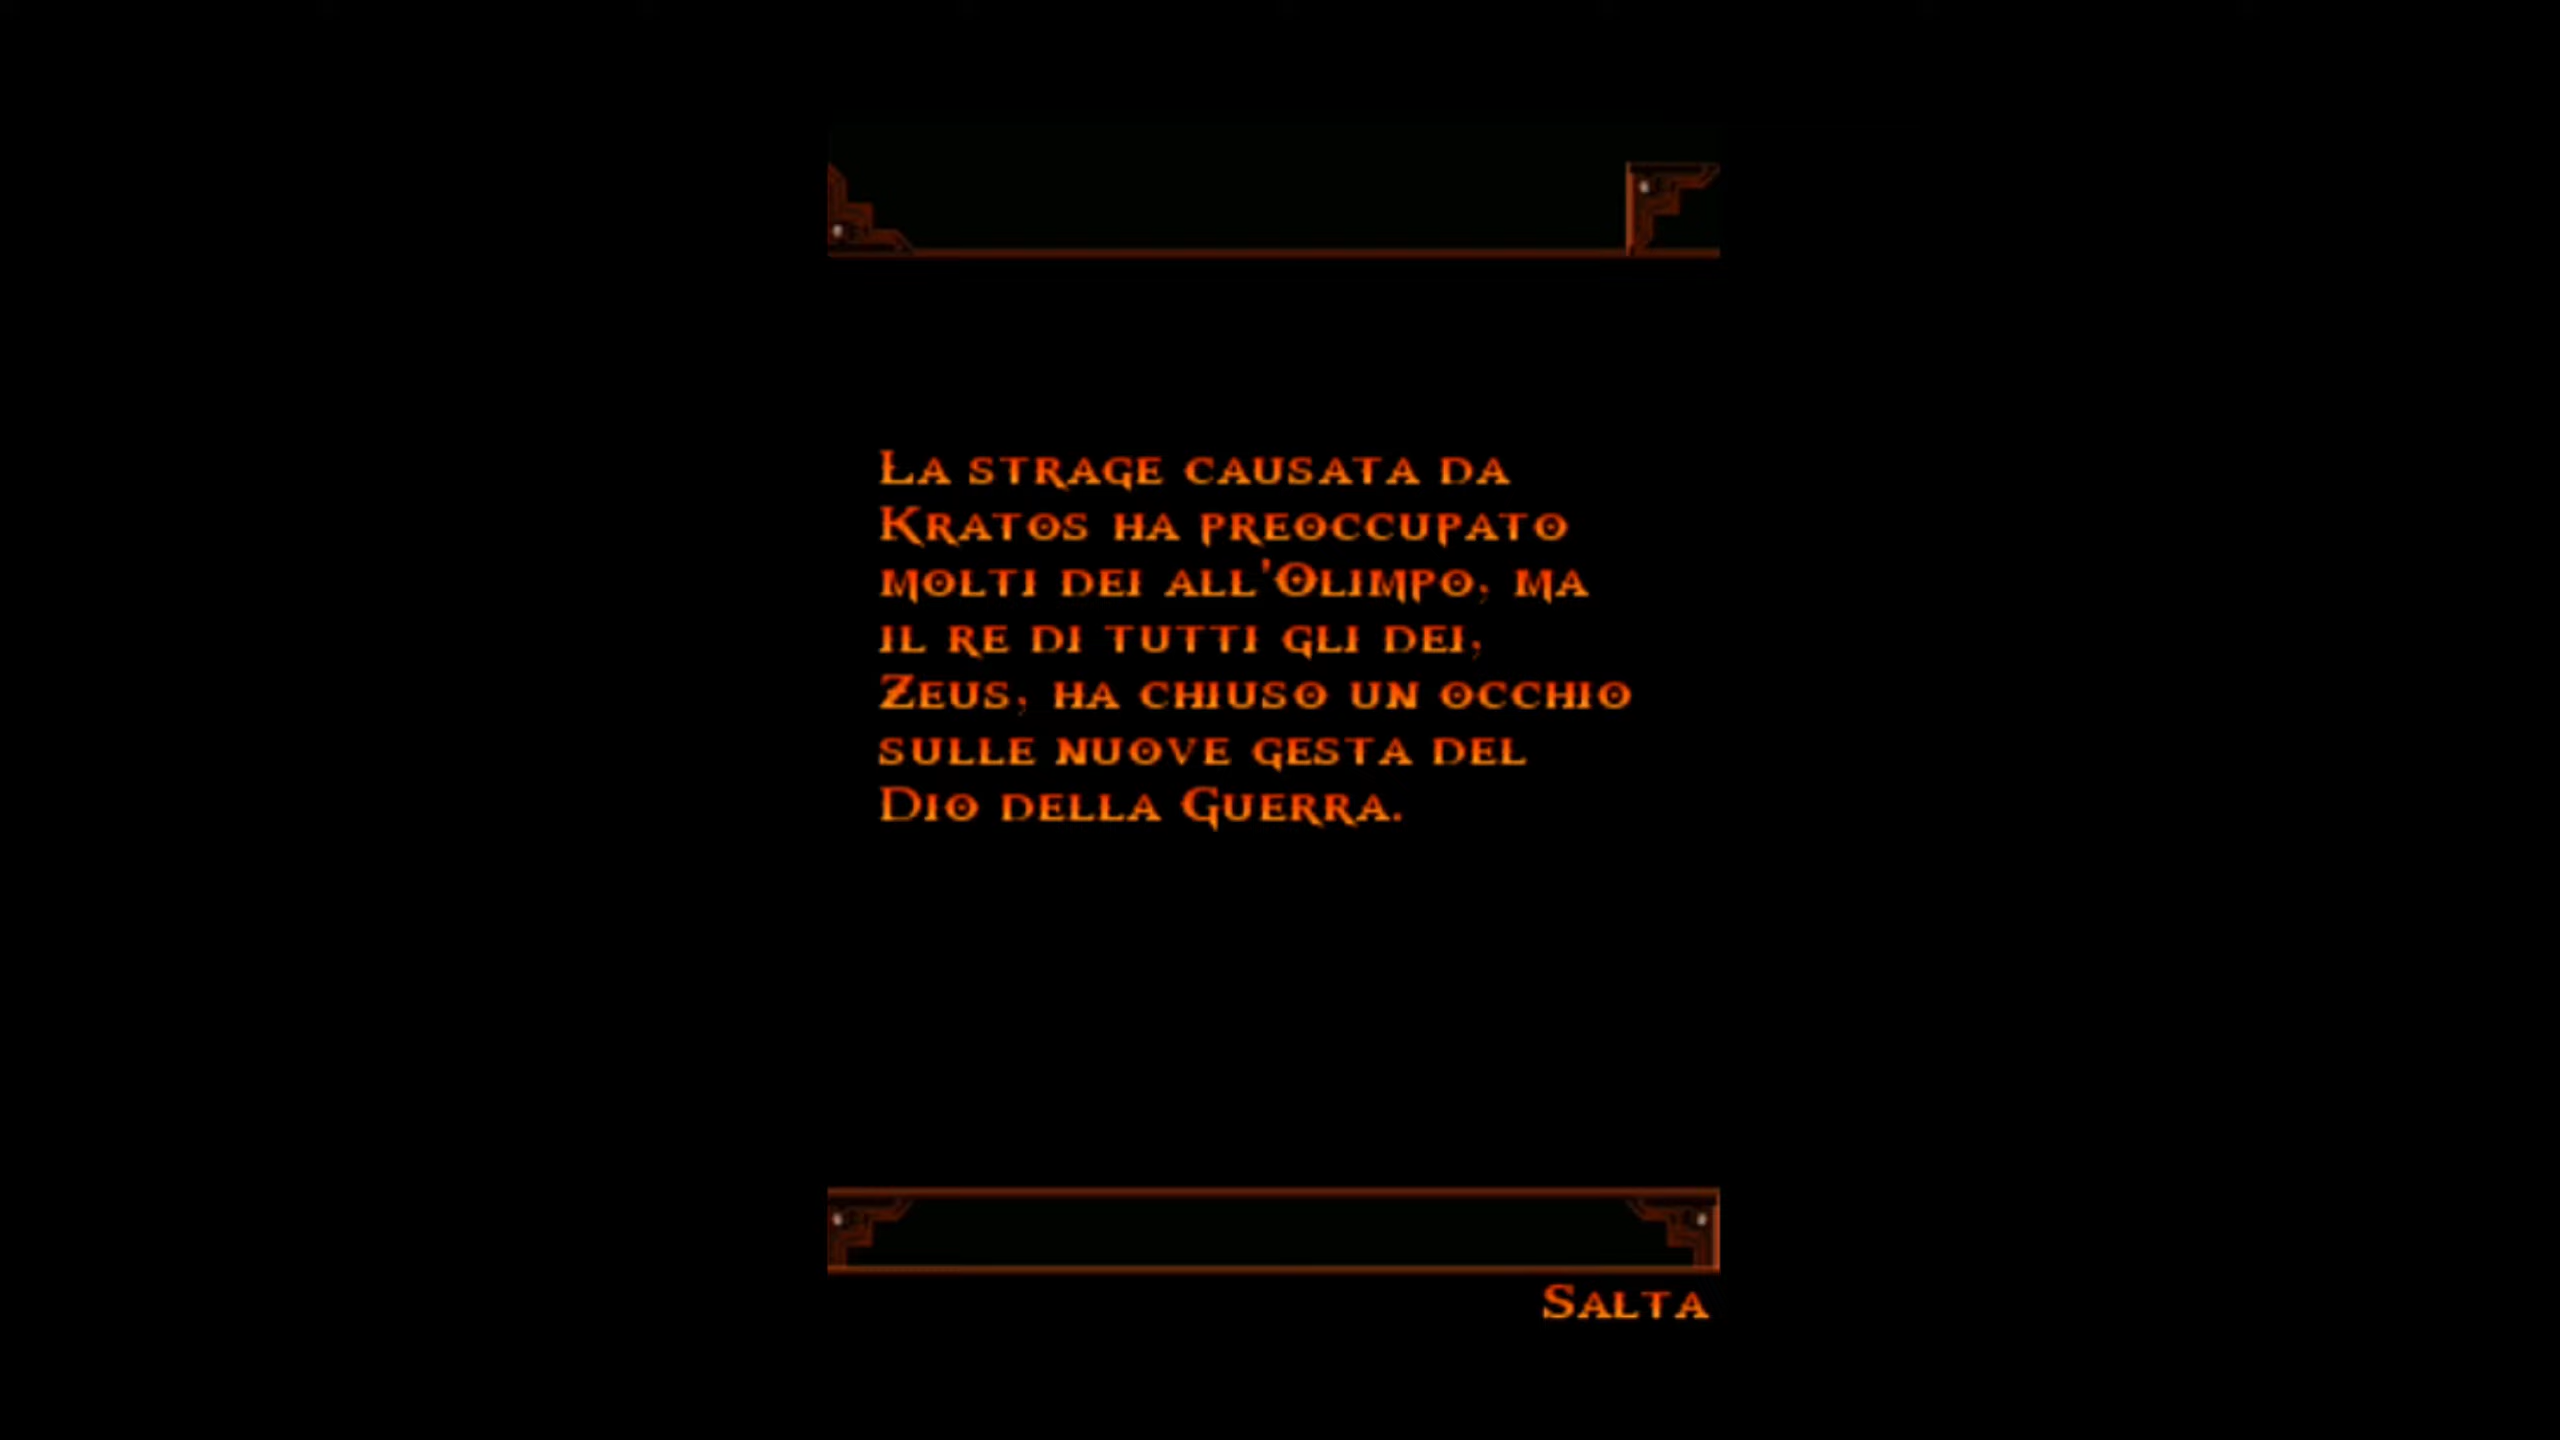 La strage causata da
Kratos ha preoccupato
molti dei all'Olimpo, ma
il re di tutti gli dei,
Zeus, ha chiuso un occhio
sulle nuove gesta del
Dio della Guerra.
Salta